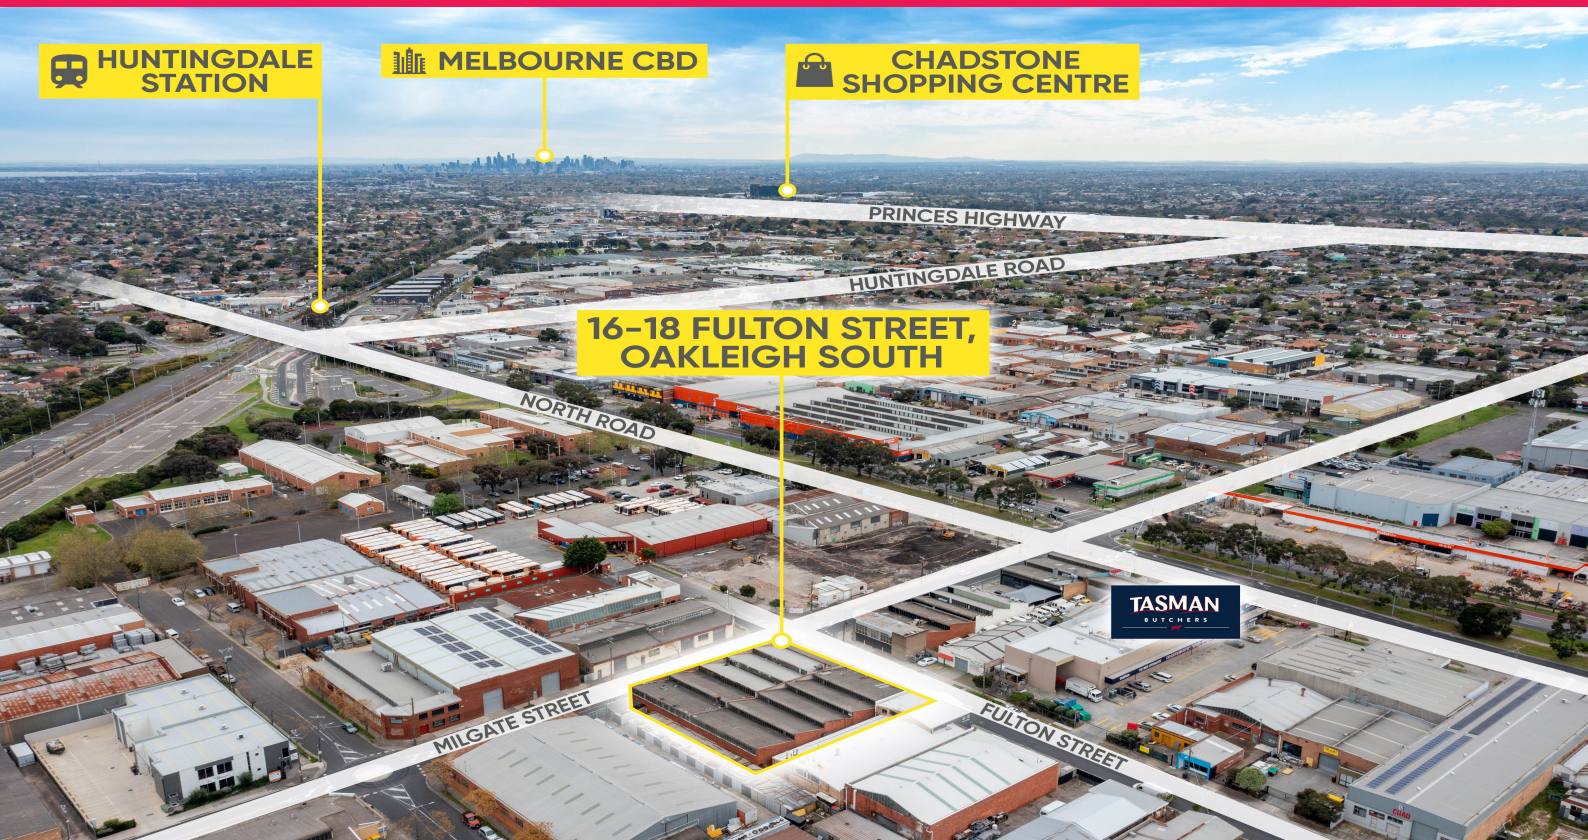 HUNTINGDALE
STATION
MELBOURNE CBD
CHADSTONE
SHOPPING CENTRE
PRINCES HIGHWAY
HUNTINGDALE ROAD
16-18 FULTON STREET,
OAKLEIGH SOUTH
NORTH ROAD
TASMAN
BUTCHERS
MILGATE STREET
FULTON STREET